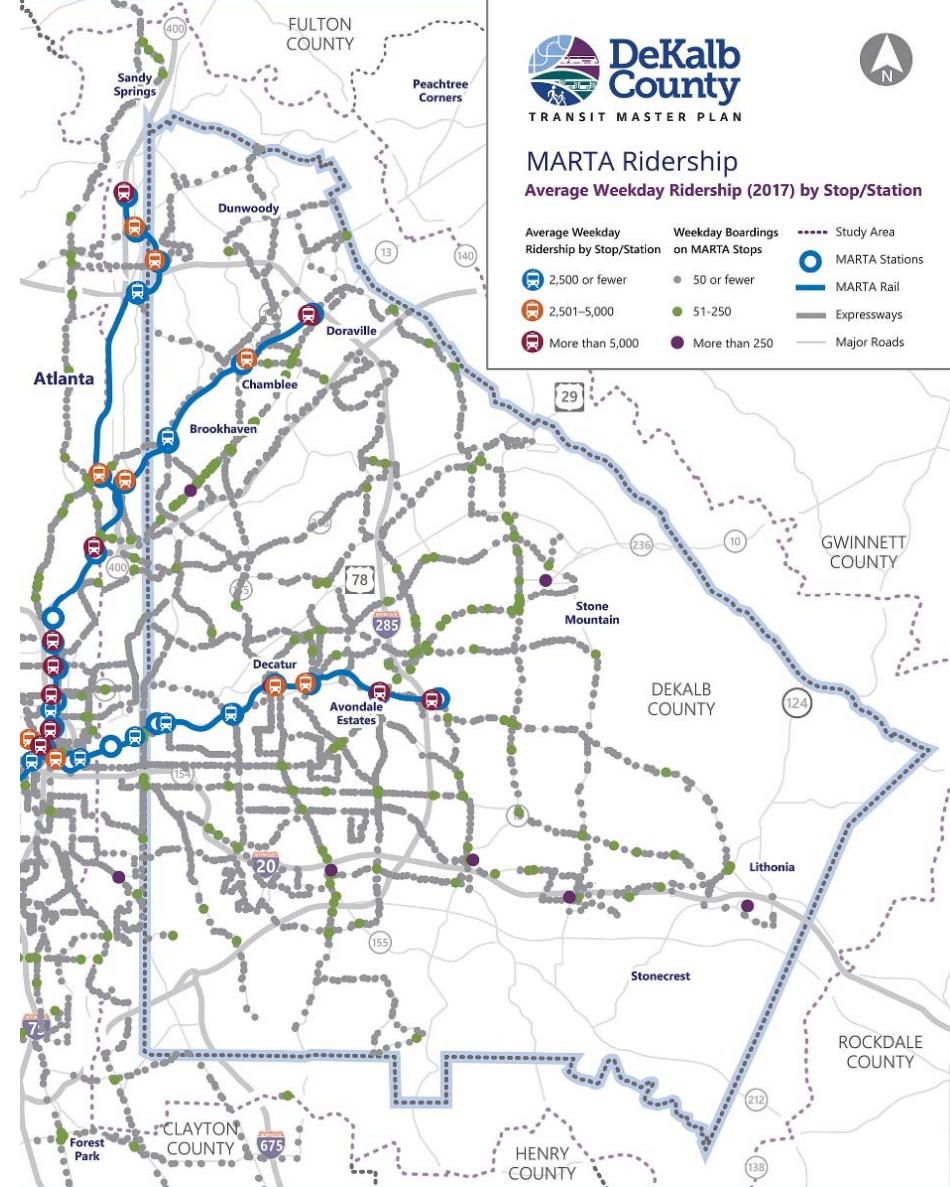 DeKalb
County
TRANSIT MASTER PLAN
N
MARTA Ridership
Average Weekday Ridership (2017) by Stop/Station
Average Weekday
Ridership by Stop/Station
2,500 or fewer
2,501–5,000
More than 5,000
Weekday Boardings
on MARTA Stops
50 or fewer
51-250
More than 250
Study Area
MARTA Stations
MARTA Rail
Expressways
Major Roads
400
FULTON
COUNTY
Sandy
Springs
Peachtree
Corners
Dunwoody
13
140
Doraville
Atlanta
Chamblee
29
Brookhaven
236
10
GWINNETT
COUNTY
400
78
Stone
Mountain
285
Decatur
DEKALB
COUNTY
124
Avondale
Estates
154
20
Lithonia
155
Stonecrest
ROCKDALE
COUNTY
212
CLAYTON
COUNTY
675
Forest
Park
HENRY
COUNTY
138